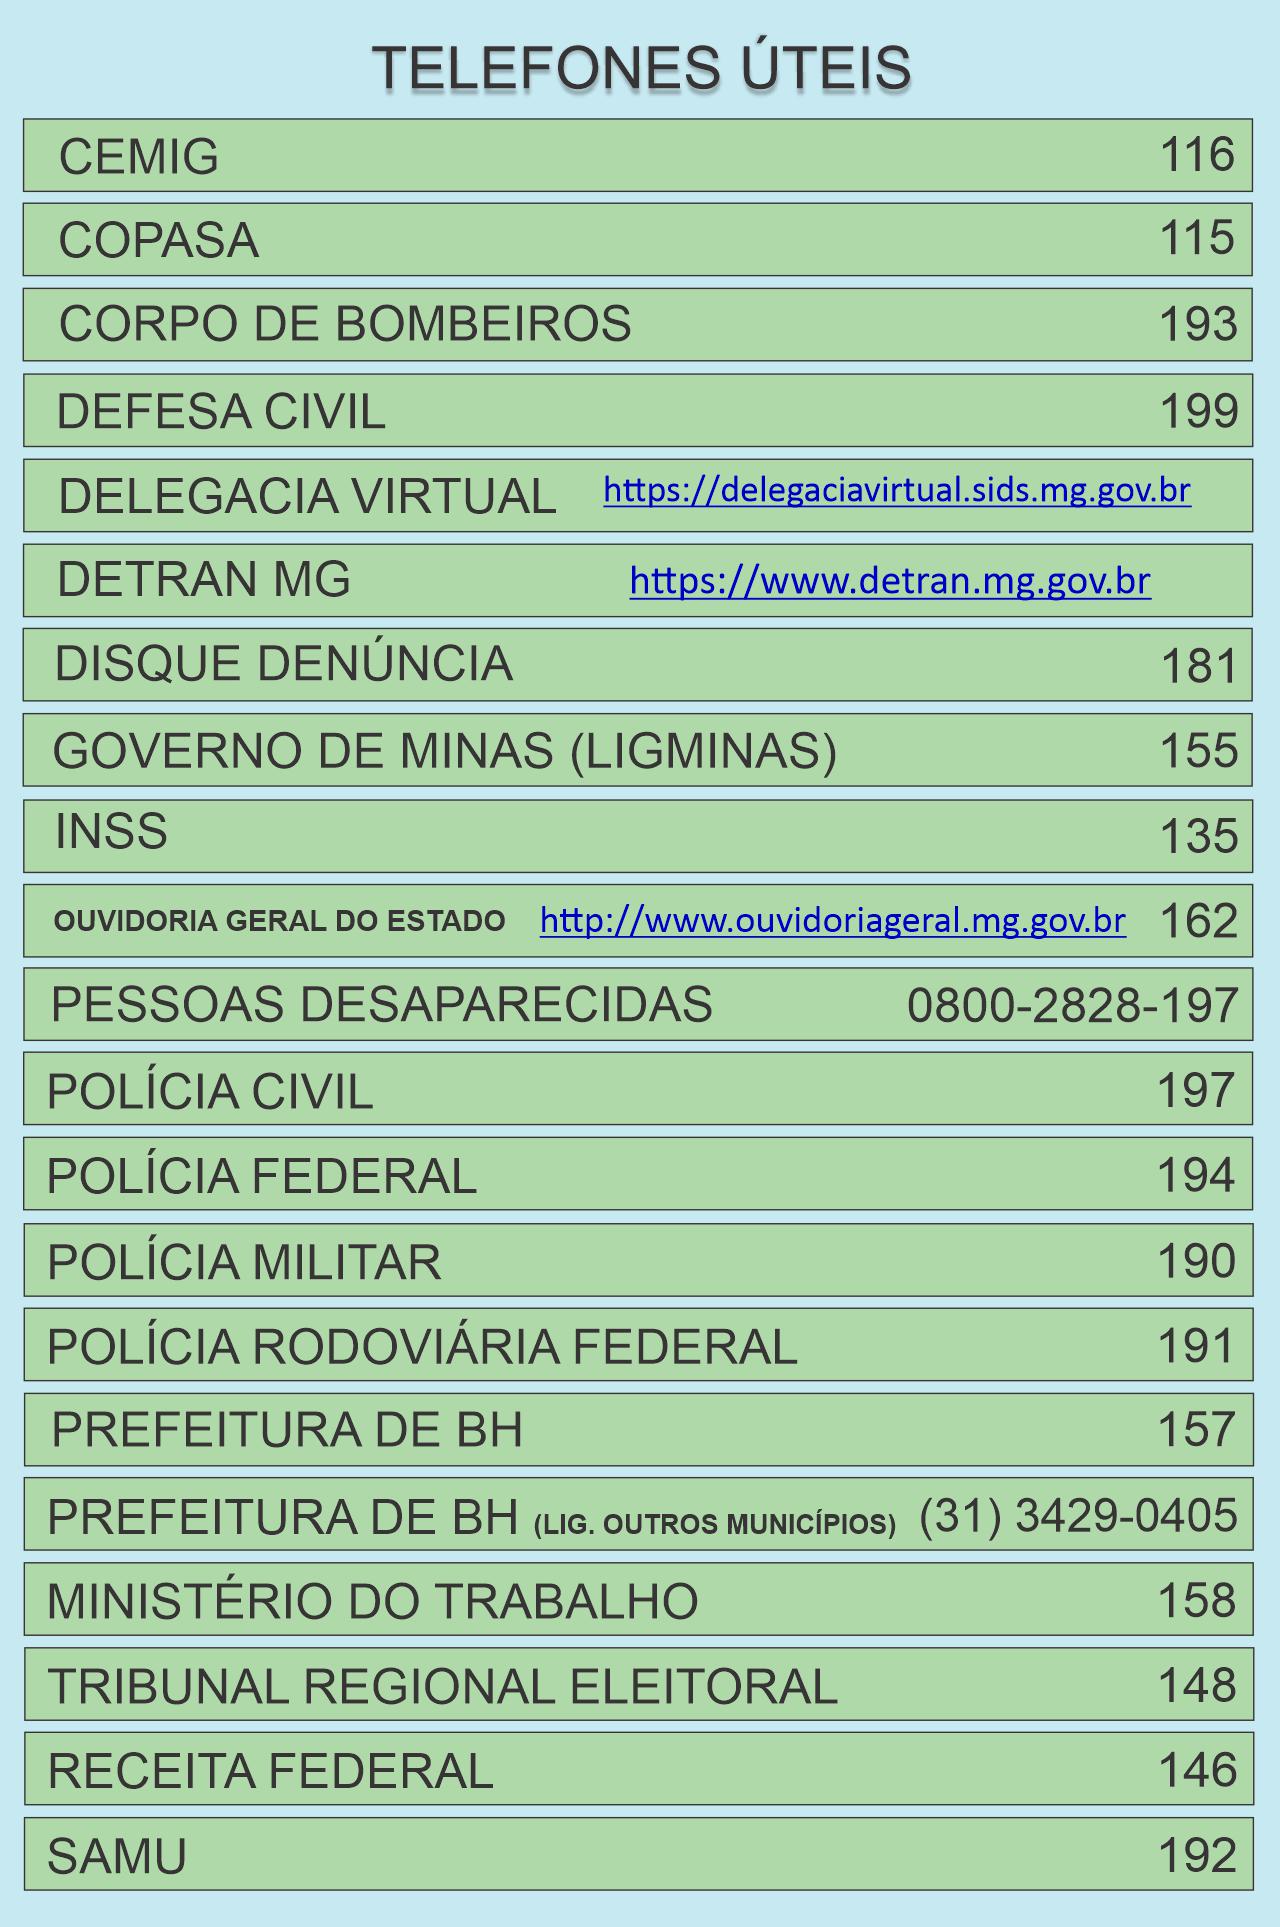 TELEFONES ÚTEIS
CEMIG 116
COPASA 115
CORPO DE BOMBEIROS 193
DEFESA CIVIL 199
DELEGACIA VIRTUAL https://delegaciavirtual.sids.mg.gov.br
DETRAN MG https://www.detran.mg.gov.br
DISQUE DENÚNCIA 181
GOVERNO DE MINAS (LIGMINAS) 155
INSS 135
OUVIDORIA GERAL DO ESTADO http://www.ouvidoriageral.mg.gov.br 162
PESSOAS DESAPARECIDAS 0800-2828-197
POLÍCIA CIVIL 197
POLÍCIA FEDERAL 194
POLÍCIA MILITAR 190
POLÍCIA RODOVIÁRIA FEDERAL 191
PREFEITURA DE BH 157
PREFEITURA DE BH (LIG. OUTROS MUNICÍPIOS) (31) 3429-0405
MINISTÉRIO DO TRABALHO 158
TRIBUNAL REGIONAL ELEITORAL 148
RECEITA FEDERAL 146
SAMU 192